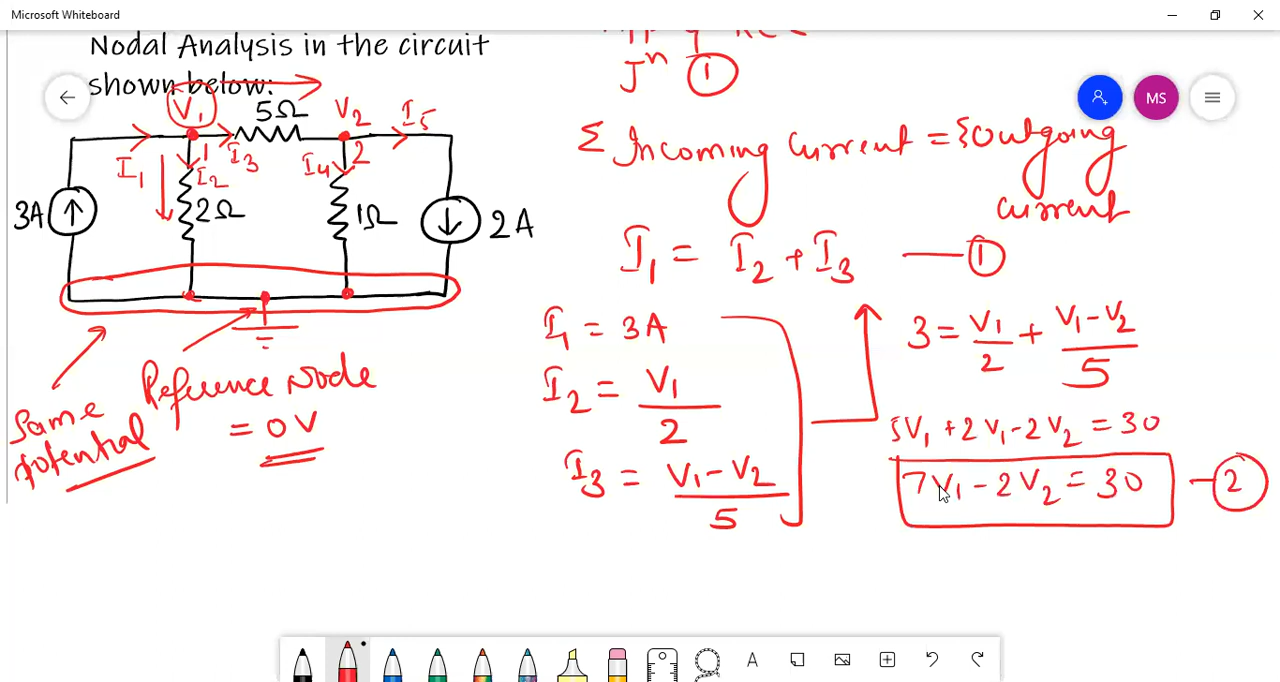 Microsoft Whiteboard
Nodal Analysis in the circuit
shown below:
MS
V₁
5Ω
V₂
I₅
1
I₃
2
I₁
I₂
I₄
3A
2Ω
1Ω
2A
Same
potential
Reference Node
= 0V
Jⁿ ①
Σ Incoming current = Σ Outgoing
current
I₁ = I₂ + I₃ — ①
I₁ = 3A
I₂ = V₁/2
I₃ = (V₁ - V₂)/5
3 = V₁/2 + (V₁ - V₂)/5
5V₁ + 2V₁ - 2V₂ = 30
7V₁ - 2V₂ = 30 — ②
A